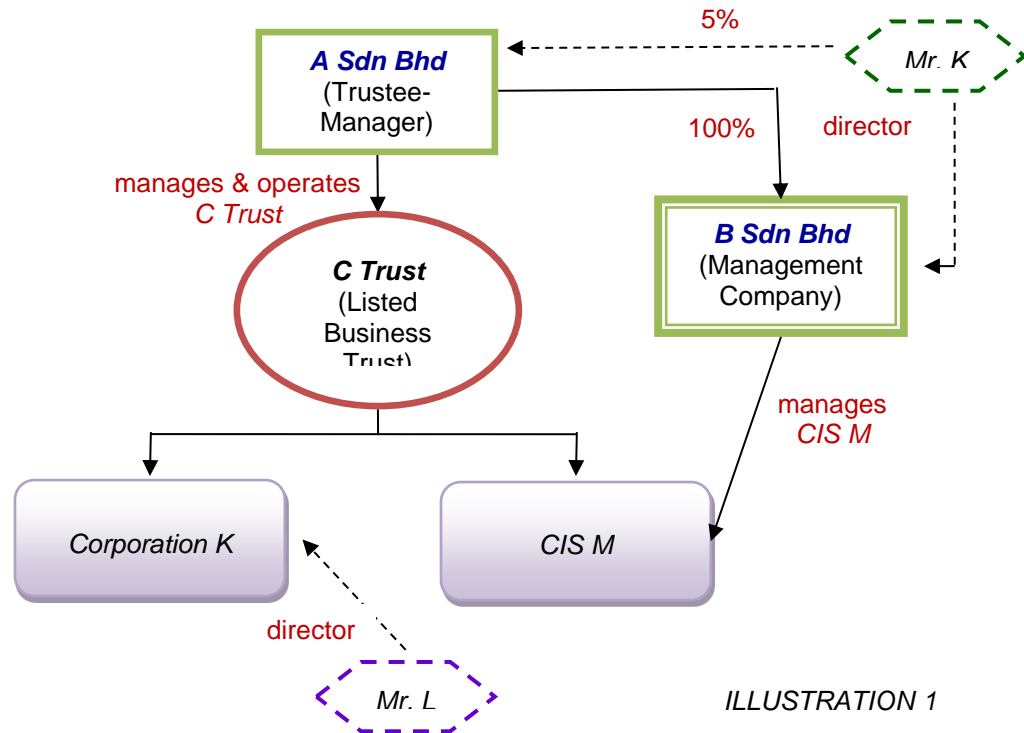 5%
A Sdn Bhd
(Trustee-
Manager)
Mr. K
100%
director
manages & operates
C Trust
B Sdn Bhd
(Management
Company)
C Trust
(Listed
Business
Trust)
manages
CIS M
Corporation K
CIS M
director
Mr. L
ILLUSTRATION 1